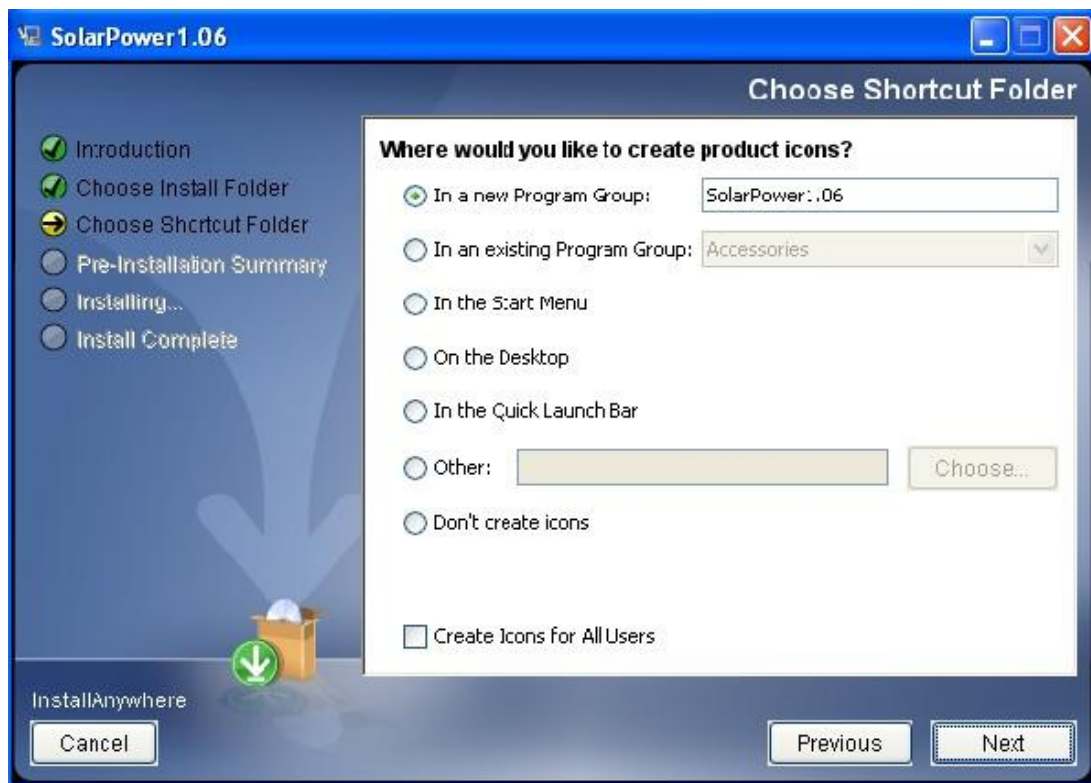 SolarPower1.06
Choose Shortcut Folder
Introduction
Choose Install Folder
Choose Shortcut Folder
Pre-Installation Summary
Installing...
Install Complete
Where would you like to create product icons?
In a new Program Group: SolarPower1.06
In an existing Program Group: Accessories
In the Start Menu
On the Desktop
In the Quick Launch Bar
Other: Choose...
Don't create icons
Create Icons for All Users
InstallAnywhere
Cancel Previous Next